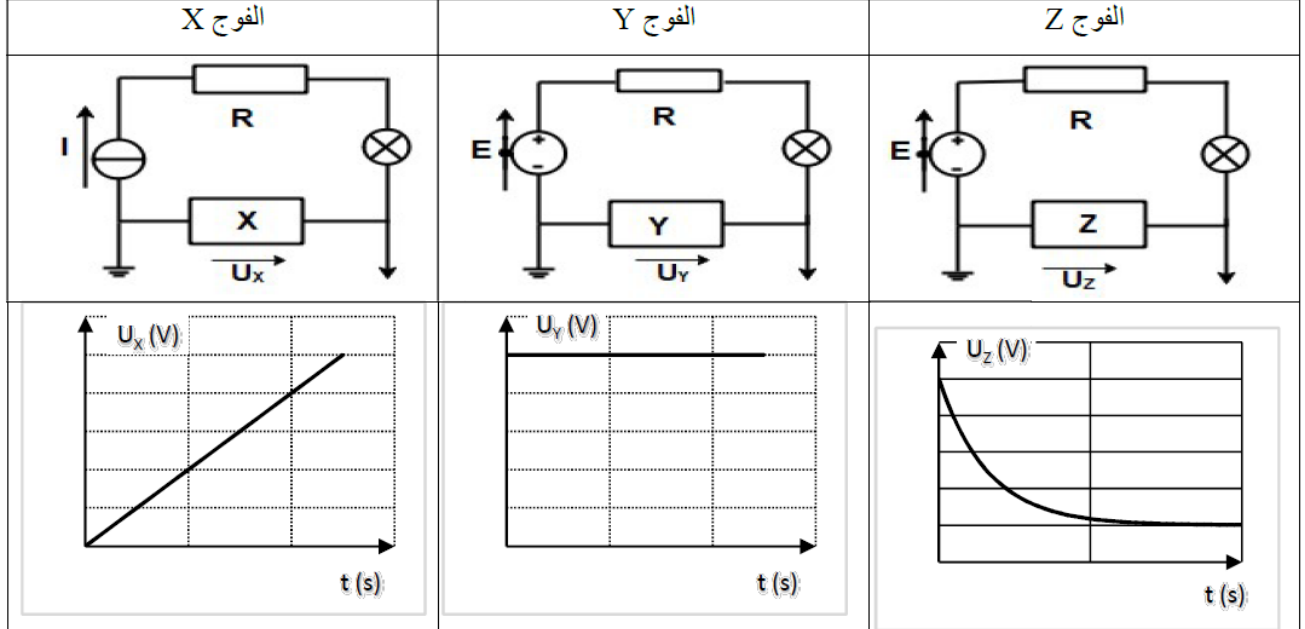 الفوج X
الفوج Y
الفوج Z
R
I
X
Ux
R
E
+
-
Y
UY
R
E
+
-
Z
Uz
Ux (V)
t (s)
UY (V)
t (s)
Uz (V)
t (s)